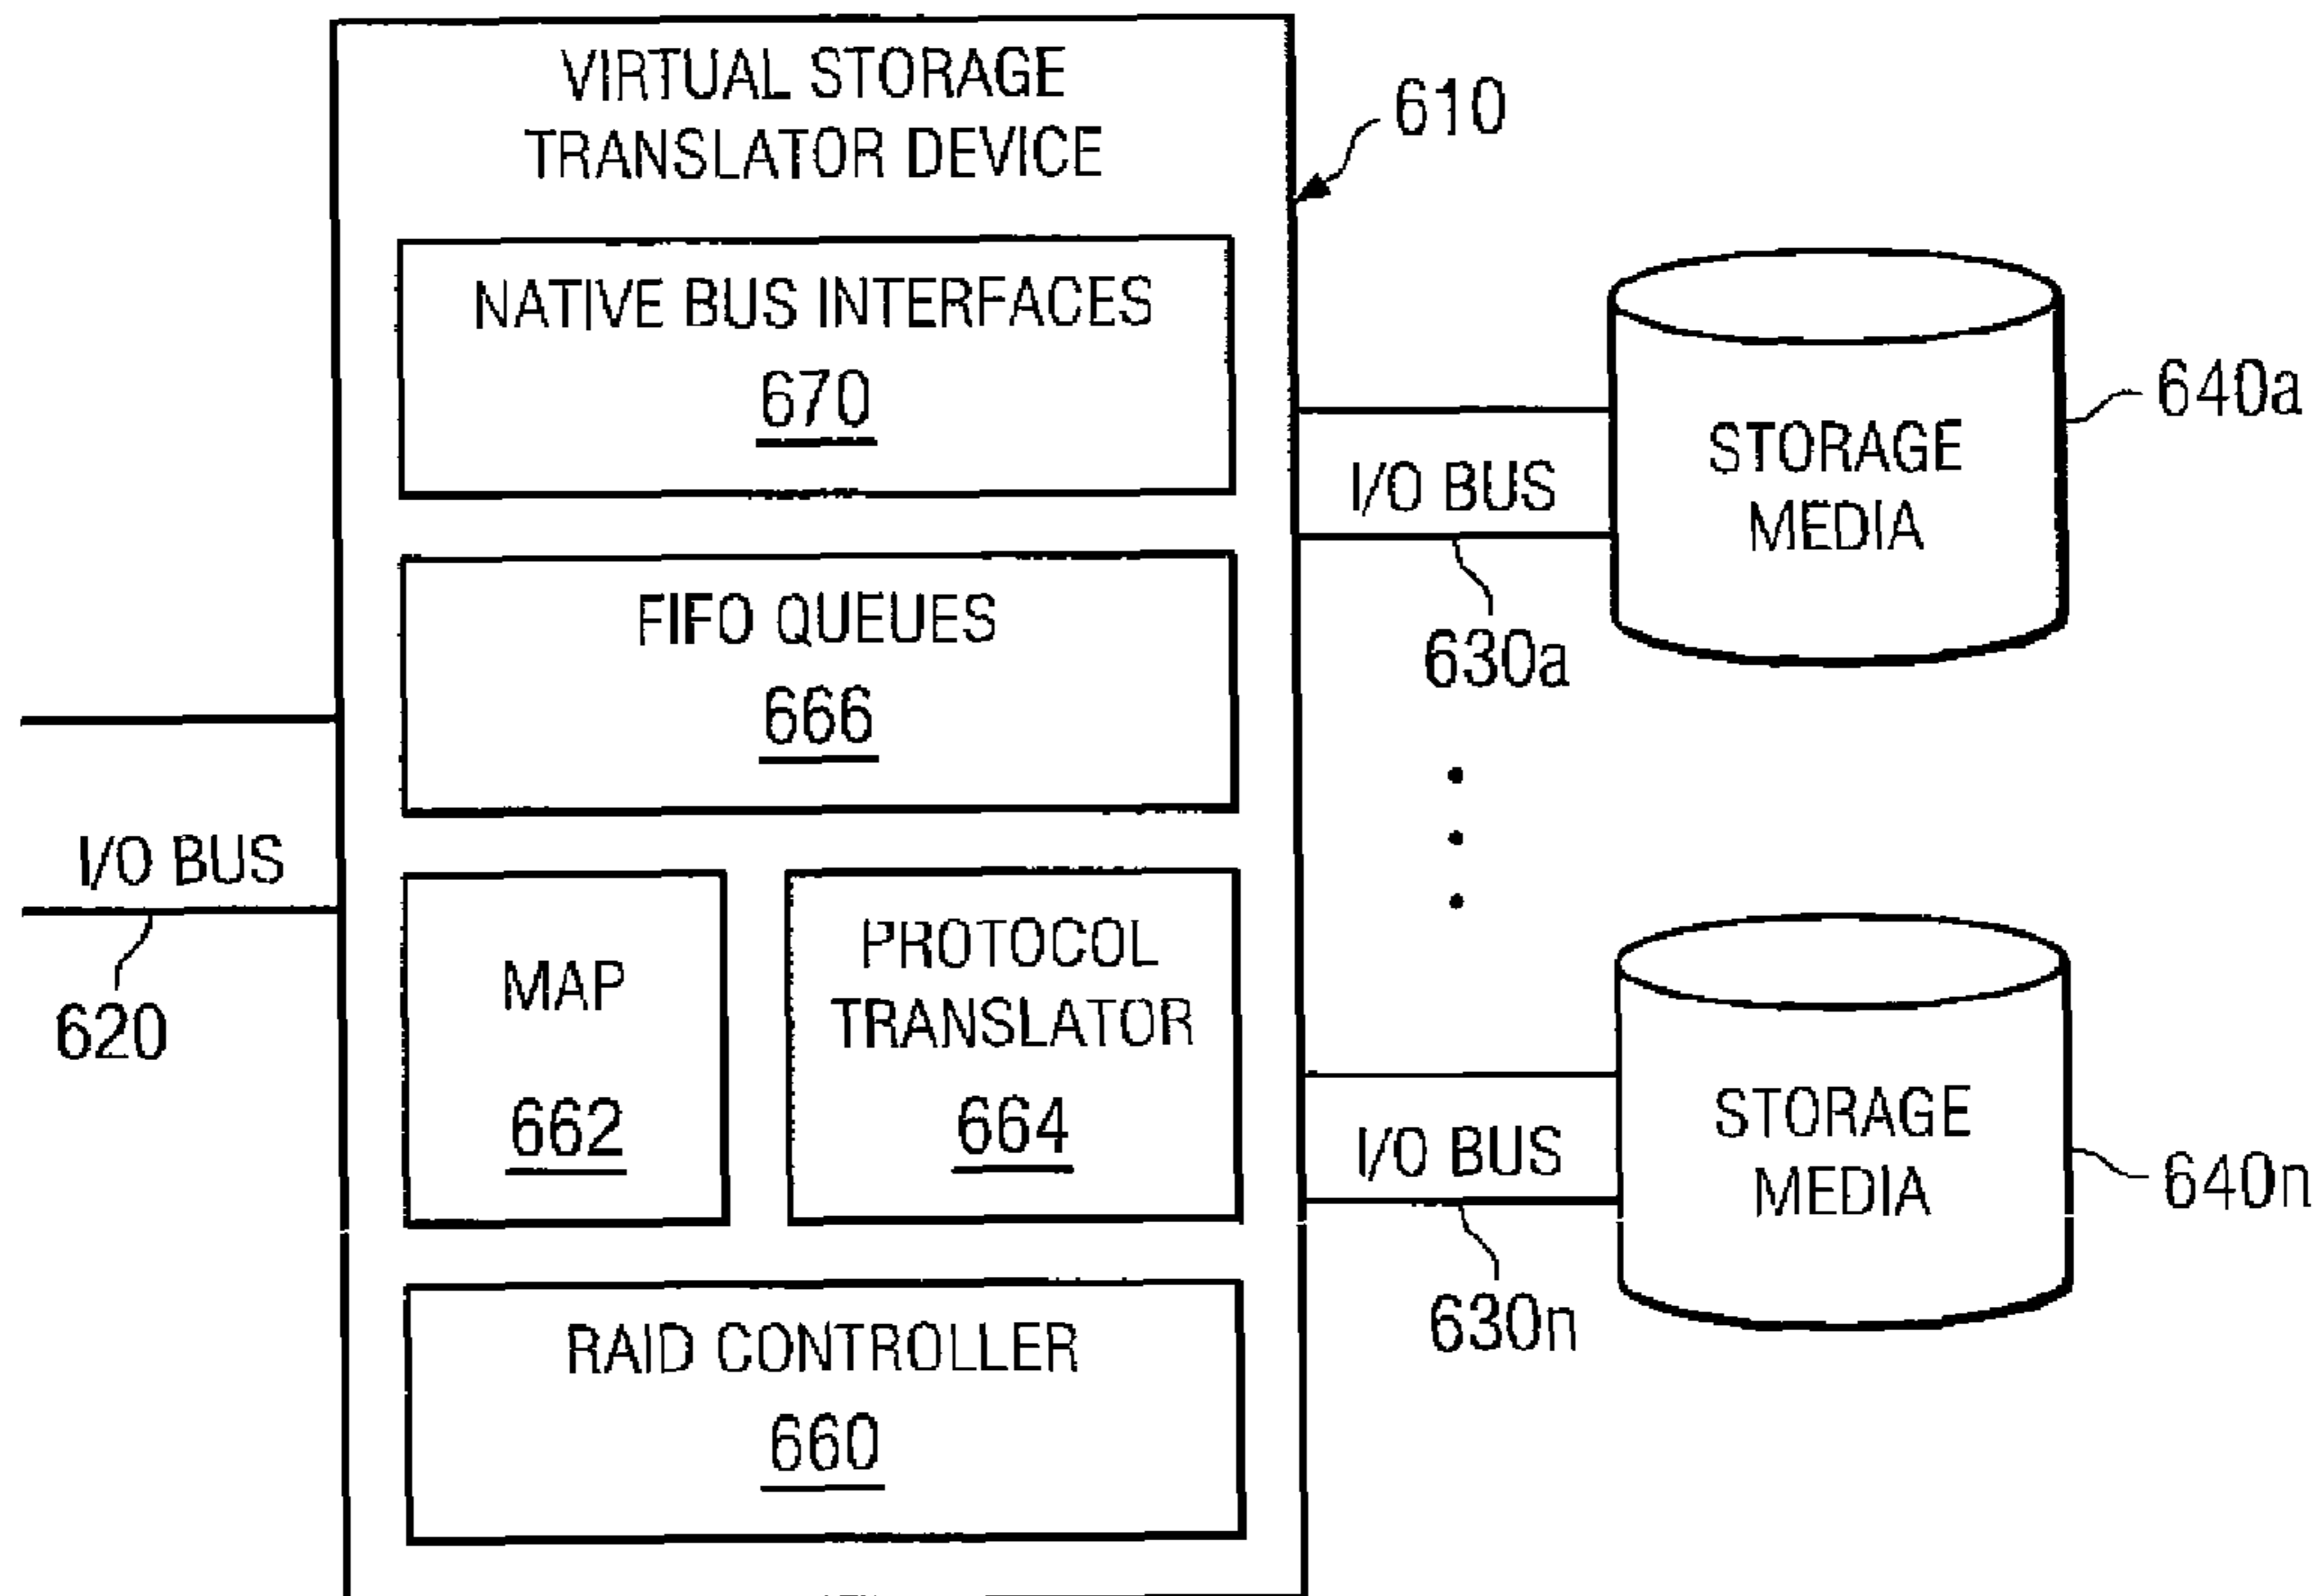 VIRTUAL STORAGE
TRANSLATOR DEVICE
610
NATIVE BUS INTERFACES
670
640a
STORAGE
MEDIA
I/O BUS
630a
FIFO QUEUES
666
I/O BUS
620
MAP
662
PROTOCOL
TRANSLATOR
664
STORAGE
MEDIA
I/O BUS
640n
630n
RAID CONTROLLER
660